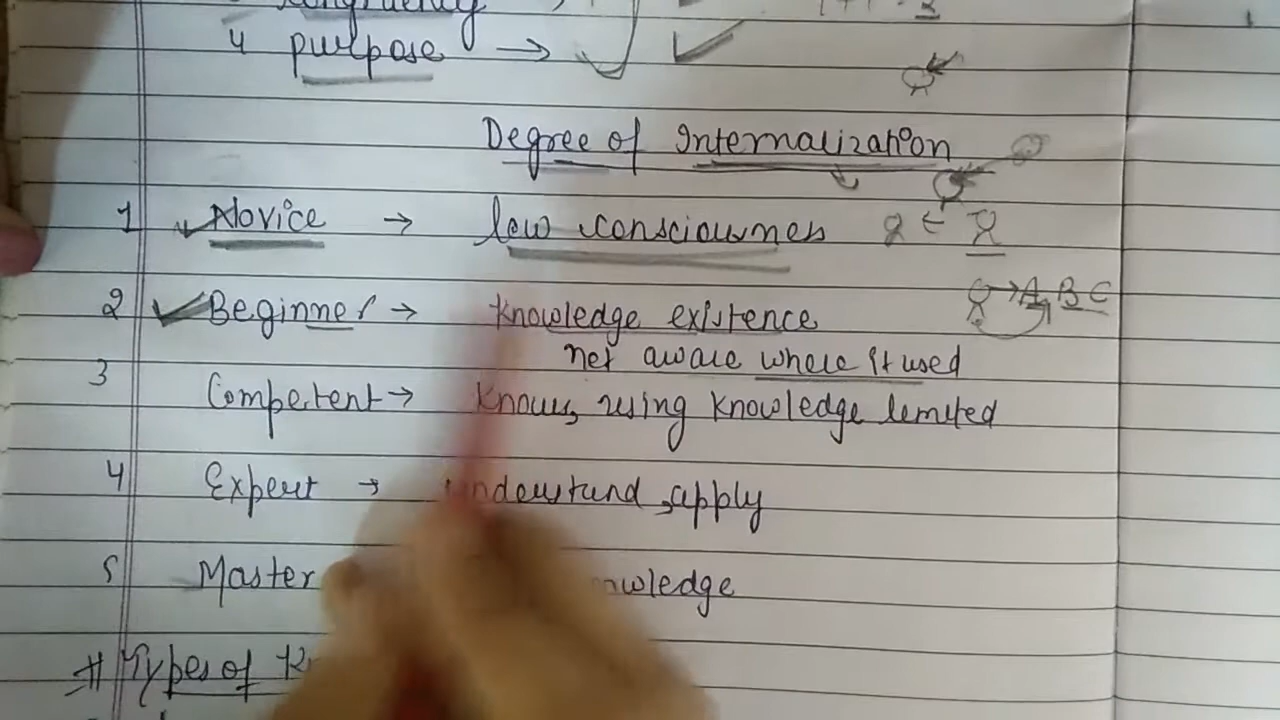 4 purpose →
Degree of Internalization
1 Novice → low consciousness
2 Beginner → knowledge existence
A B C
not aware where it used
3 Competent → knows, using knowledge limited
4 Expert → understand, apply
5 Master
# Types of